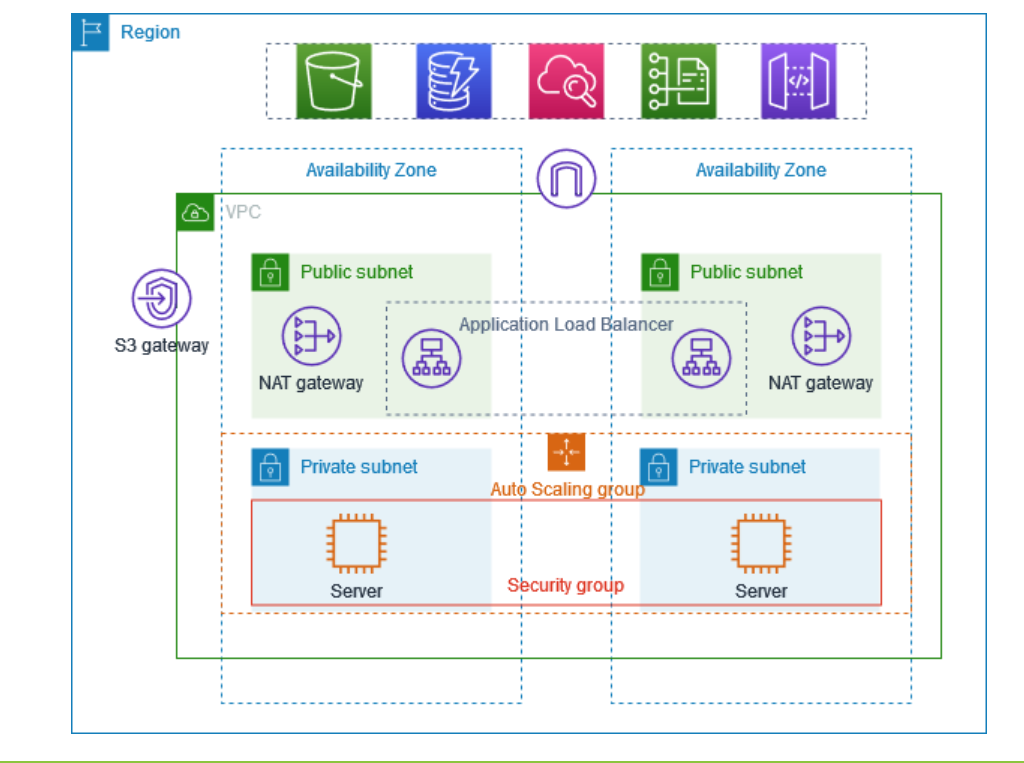 Region
Availability Zone
Availability Zone
VPC
Public subnet
Public subnet
Application Load Balancer
S3 gateway
NAT gateway
NAT gateway
Private subnet
Private subnet
Auto Scaling group
Security group
Server
Server